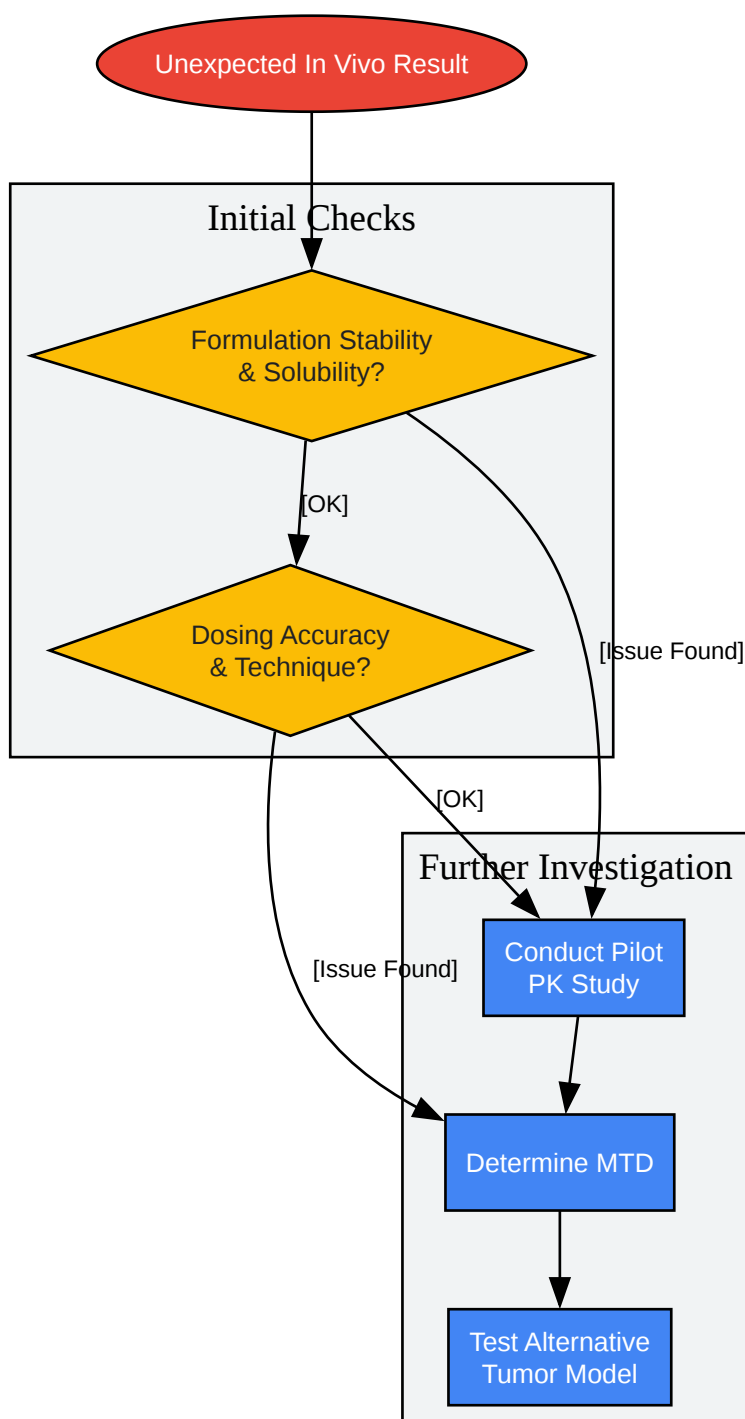 Unexpected In Vivo Result
Initial Checks
Formulation Stability
& Solubility?
[OK]
Dosing Accuracy
& Technique?
[Issue Found]
[OK]
Further Investigation
Conduct Pilot
PK Study
[Issue Found]
Determine MTD
Test Alternative
Tumor Model